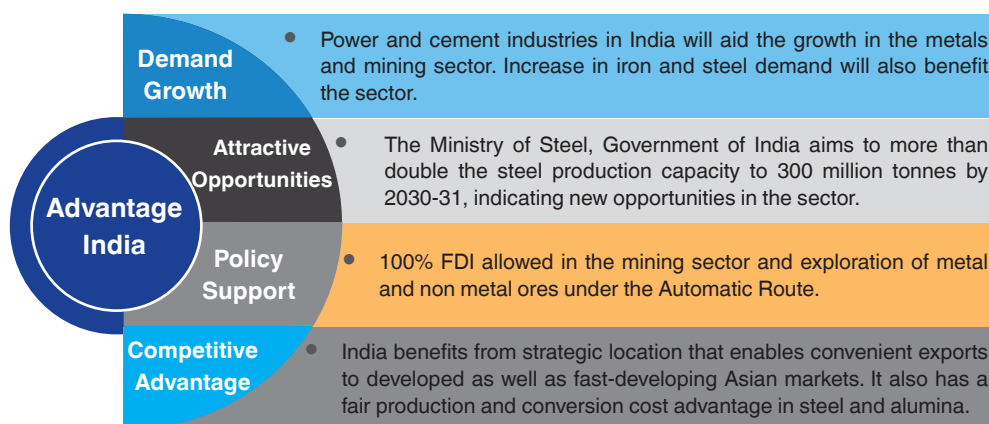 Advantage
India
Demand
Growth
• Power and cement industries in India will aid the growth in the metals
and mining sector. Increase in iron and steel demand will also benefit
the sector.
Attractive
Opportunities
• The Ministry of Steel, Government of India aims to more than
double the steel production capacity to 300 million tonnes by
2030-31, indicating new opportunities in the sector.
Policy
Support
• 100% FDI allowed in the mining sector and exploration of metal
and non metal ores under the Automatic Route.
Competitive
Advantage
• India benefits from strategic location that enables convenient exports
to developed as well as fast-developing Asian markets. It also has a
fair production and conversion cost advantage in steel and alumina.